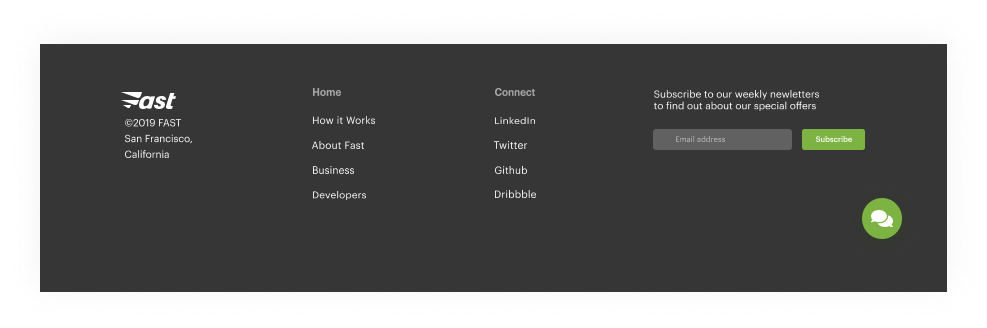 Fast
©2019 FAST
San Francisco,
California
Home
How it Works
About Fast
Business
Developers
Connect
LinkedIn
Twitter
Github
Dribbble
Subscribe to our weekly newletters
to find out about our special offers
Email address
Subscribe